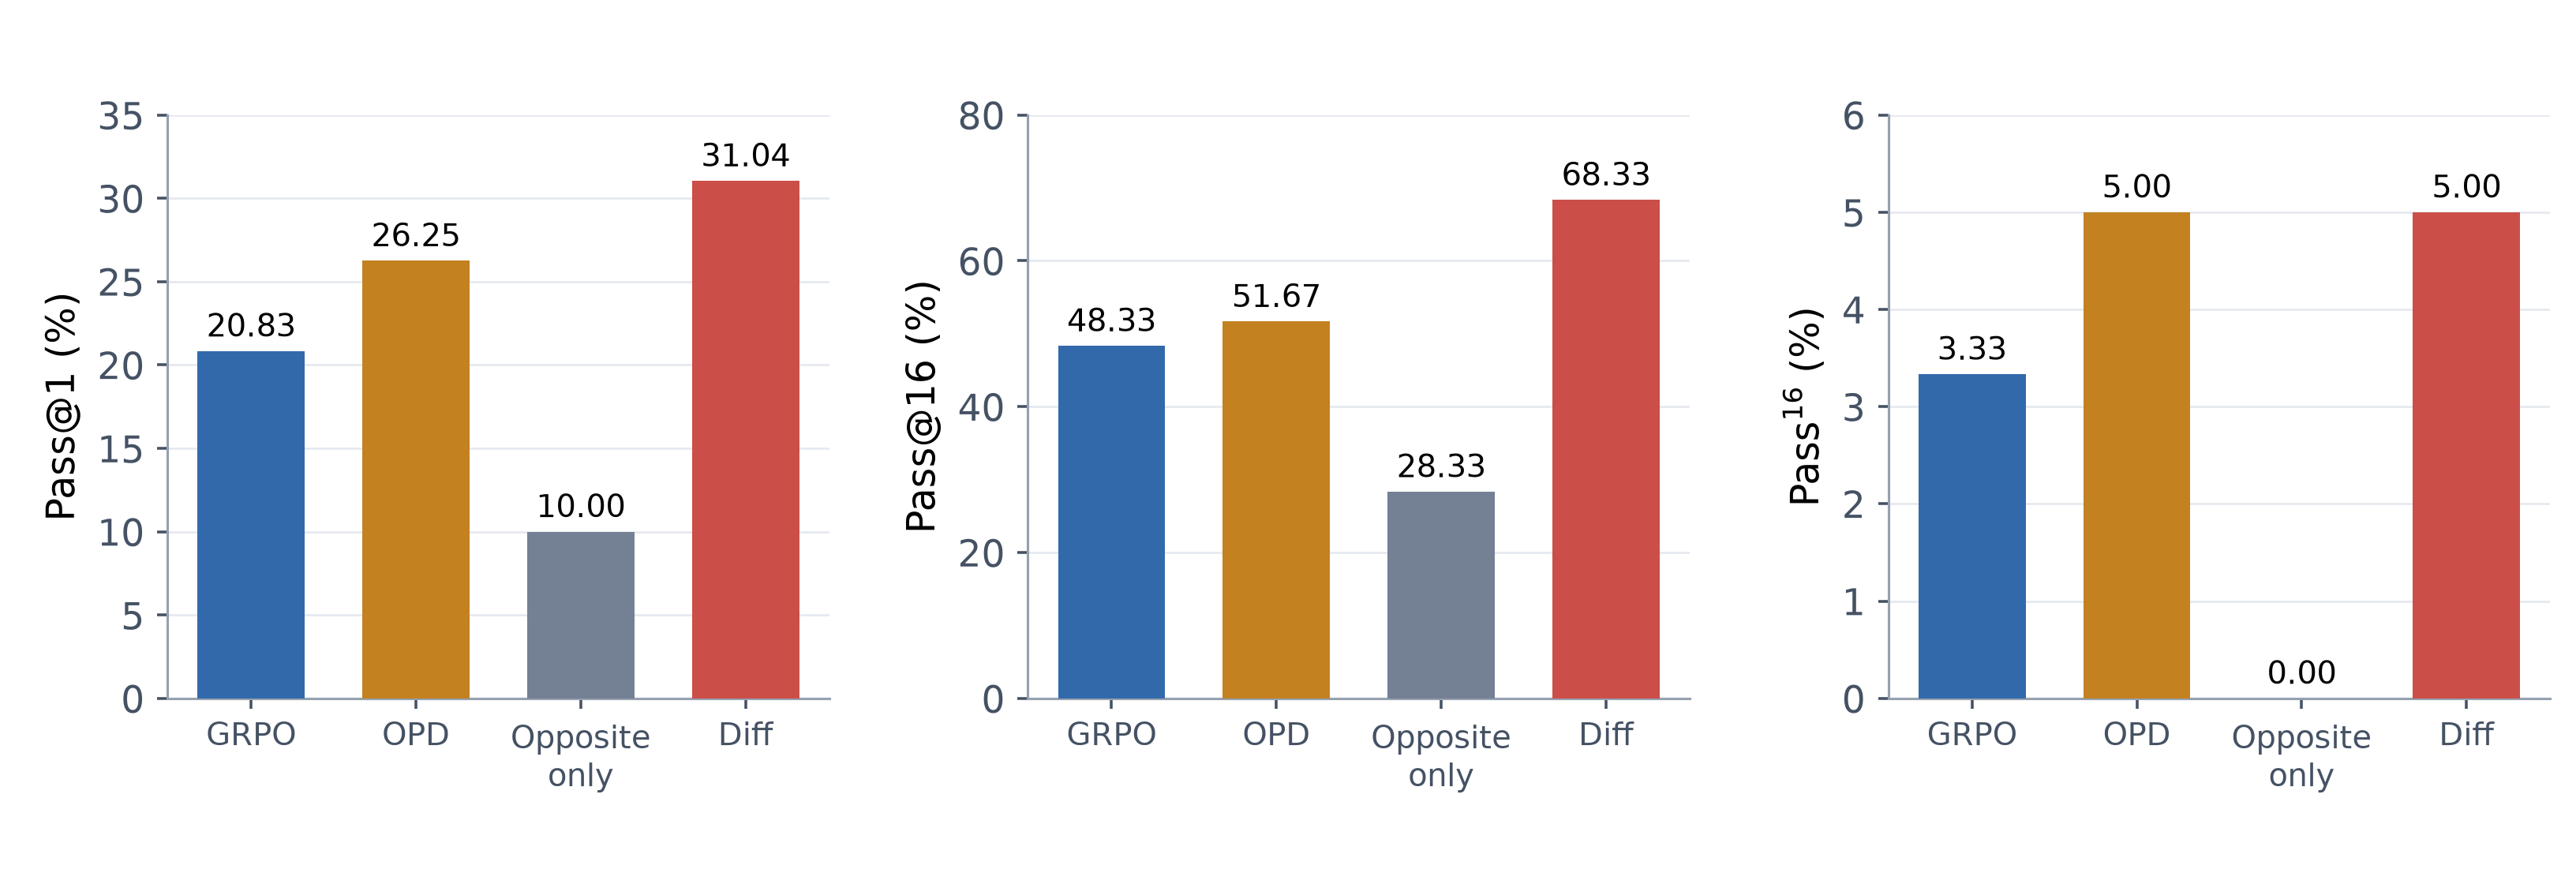 Pass@1 (%)
35
30
25
20
15
10
5
0
20.83
26.25
10.00
31.04
GRPO
OPD
Opposite
only
Diff
Pass@16 (%)
80
60
40
20
0
48.33
51.67
28.33
68.33
GRPO
OPD
Opposite
only
Diff
Pass¹⁶ (%)
6
5
4
3
2
1
0
3.33
5.00
0.00
5.00
GRPO
OPD
Opposite
only
Diff